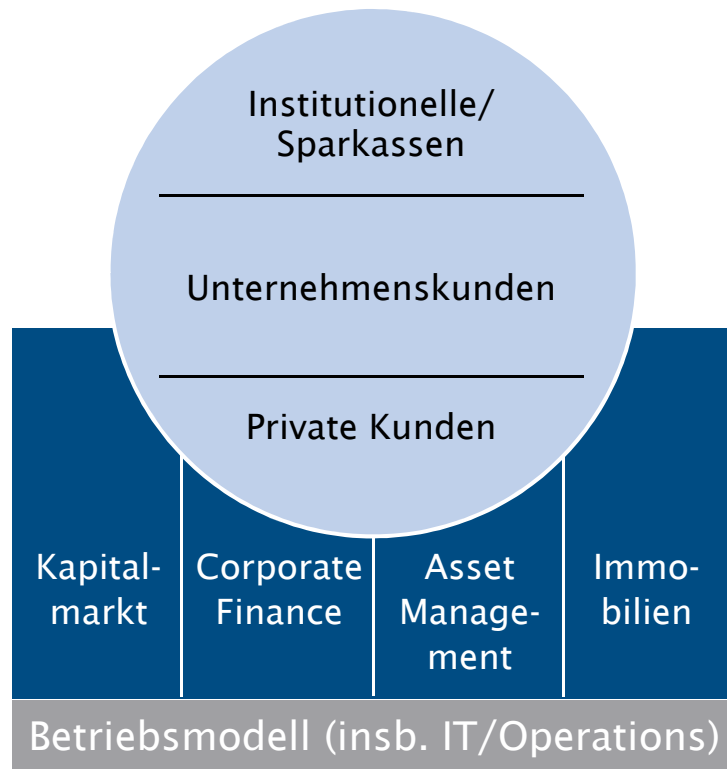 Institutionelle/
Sparkassen
Unternehmenskunden
Private Kunden
Kapital-
markt
Corporate
Finance
Asset
Manage-
ment
Immo-
bilien
Betriebsmodell (insb. IT/Operations)